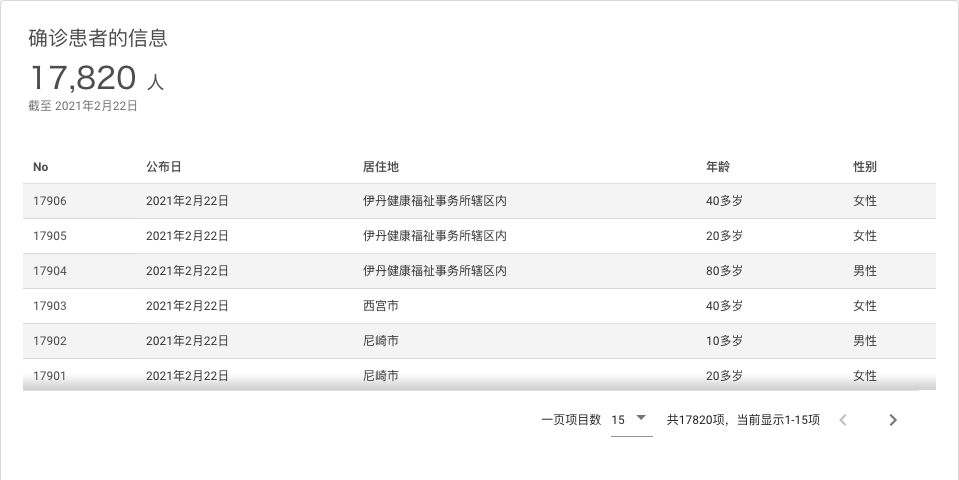 确诊患者的信息
17,820 人
截至 2021年2月22日
No 公布日 居住地 年龄 性别
17906 2021年2月22日 伊丹健康福祉事务所辖区内 40多岁 女性
17905 2021年2月22日 伊丹健康福祉事务所辖区内 20多岁 女性
17904 2021年2月22日 伊丹健康福祉事务所辖区内 80多岁 男性
17903 2021年2月22日 西宫市 40多岁 女性
17902 2021年2月22日 尼崎市 10多岁 男性
17901 2021年2月22日 尼崎市 20多岁 女性
一页项目数 15 共17820项，当前显示1-15项